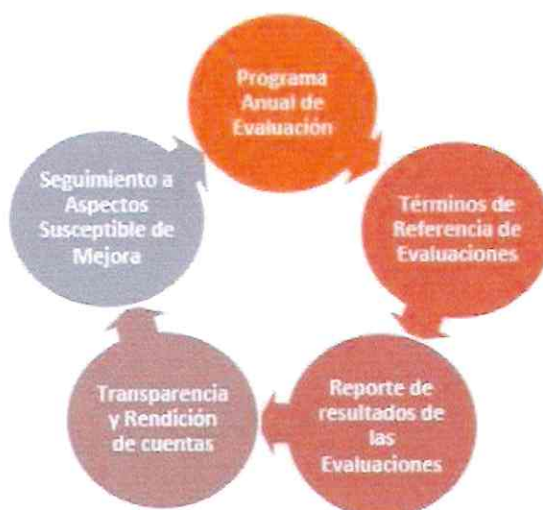 Programa
Anual de
Evaluación
Términos de
Referencia de
Evaluaciones
Reporte de
resultados de
las
Evaluaciones
Transparencia
y Rendición
de cuentas
Seguimiento a
Aspectos
Susceptible de
Mejora